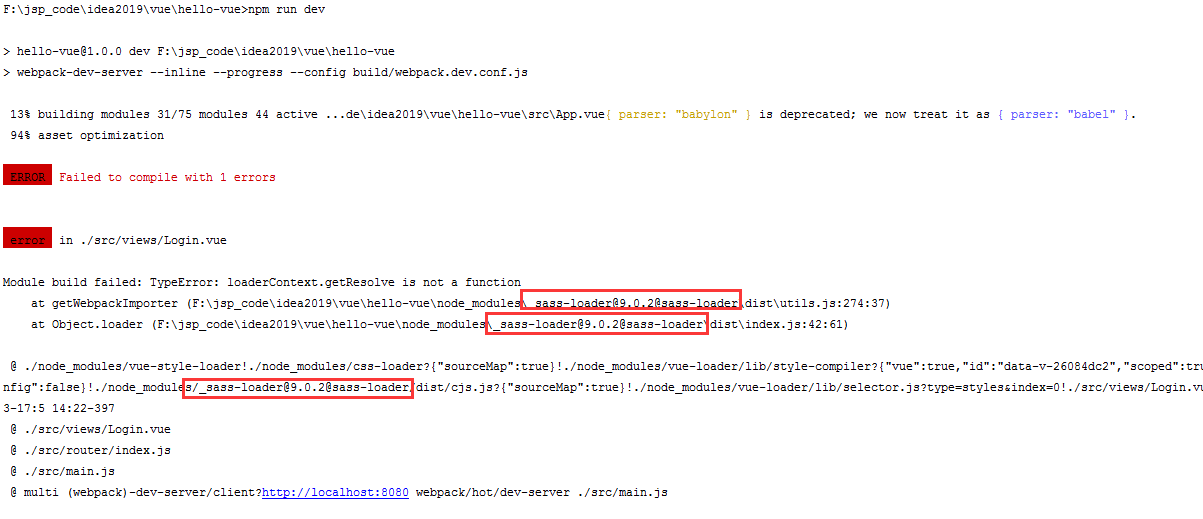 F:\jsp_code\idea2019\vue\hello-vue>npm run dev
> hello-vue@1.0.0 dev F:\jsp_code\idea2019\vue\hello-vue
> webpack-dev-server --inline --progress --config build/webpack.dev.conf.js
13% building modules 31/75 modules 44 active ...de\idea2019\vue\hello-vue\src\App.vue{ parser: "babylon" } is deprecated; we now treat it as { parser: "babel" }.
94% asset optimization
ERROR Failed to compile with 1 errors
error in ./src/views/Login.vue
Module build failed: TypeError: loaderContext.getResolve is not a function
at getWebpackImporter (F:\jsp_code\idea2019\vue\hello-vue\node_modules\_sass-loader@9.0.2@sass-loader\dist\utils.js:274:37)
at Object.loader (F:\jsp_code\idea2019\vue\hello-vue\node_modules\_sass-loader@9.0.2@sass-loader\dist\index.js:42:61)
@ ./node_modules/vue-style-loader!./node_modules/css-loader?{"sourceMap":true}!./node_modules/vue-loader/lib/style-compiler?{"vue":true,"id":"data-v-26084dc2","scoped":tru
nfig":false}!./node_modules/_sass-loader@9.0.2@sass-loader/dist/cjs.js?{"sourceMap":true}!./node_modules/vue-loader/lib/selector.js?type=styles&index=0!./src/views/Login.vu
3-17:5 14:22-397
@ ./src/views/Login.vue
@ ./src/router/index.js
@ ./src/main.js
@ multi (webpack)-dev-server/client?http://localhost:8080 webpack/hot/dev-server ./src/main.js